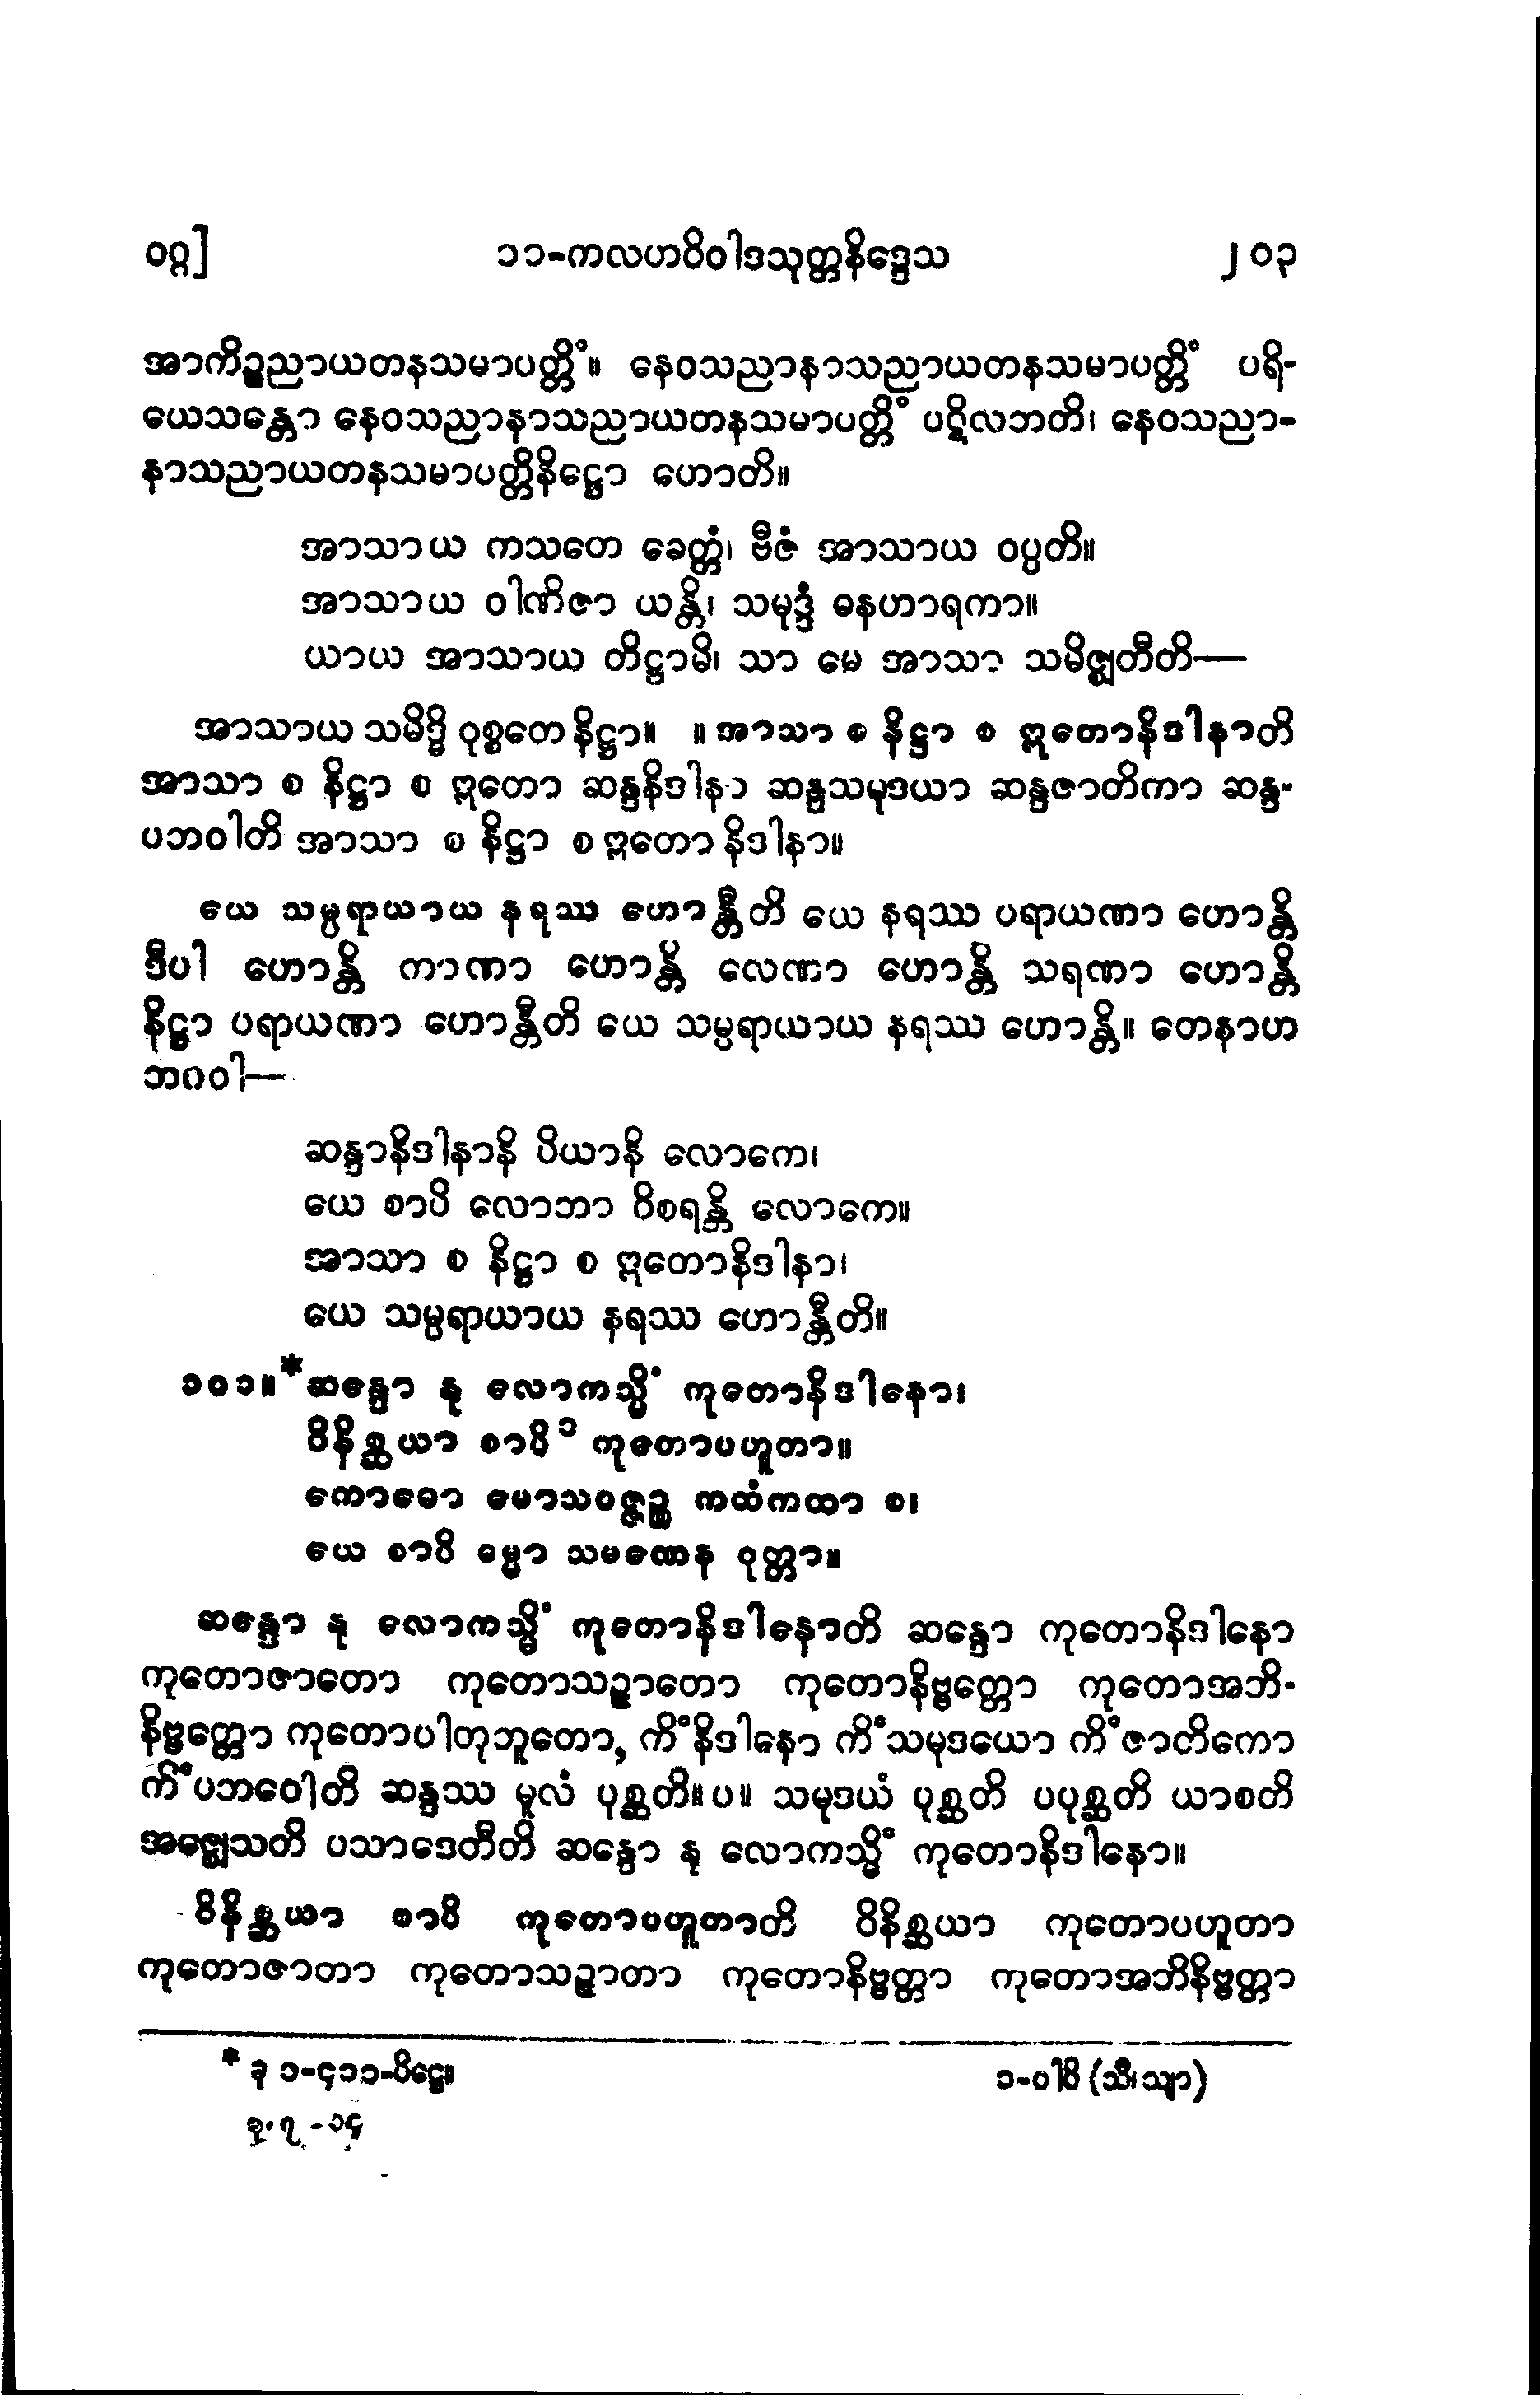 ဝဂ္ဂ] ၁၁-ကလဟဝိဝါဒသုတ္တနိဒ္ဒေသ ၂၀၃
အာကိဉ္စညာယတနသမာပတ္တိံ။ နေဝသညာနာသညာယတနသမာပတ္တိံ ပရိ-
ယေသန္တော နေဝသညာနာသညာယတနသမာပတ္တိံ ပဋိလဘတိ၊ နေဝသညာ-
နာသညာယတနသမာပတ္တိနိဋ္ဌော ဟောတိ။
အာသာယ ကသတေ ခေတ္တံ၊ ဗီဇံ အာသာယ ဝပ္ပတိ။
အာသာယ ဝါဏိဇာ ယန္တိ၊ သမုဒ္ဒံ ဓနဟာရကာ။
ယာယ အာသာယ တိဋ္ဌာမိ၊ သာ မေ အာသာ သမိဇ္ဈတီတိ—
အာသာယ သမိဒ္ဓိ ဝုစ္စတေ နိဋ္ဌာ။ ။ အာသာ စ နိဋ္ဌာ စ ဣတောနိဒါနာတိ
အာသာ စ နိဋ္ဌာ စ ဣတော ဆန္ဒနိဒါနာ ဆန္ဒသမုဒယာ ဆန္ဒဇာတိကာ ဆန္ဒ-
ပဘဝါတိ အာသာ စ နိဋ္ဌာ စ ဣတော နိဒါနာ။
ယေ သမ္ပရာယာယ နရဿ ဟောန္တီတိ ယေ နရဿ ပရာယဏာ ဟောန္တိ
ဒီပါ ဟောန္တိ တာဏာ ဟောန္တိ လေဏာ ဟောန္တိ သရဏာ ဟောန္တိ
နိဋ္ဌာ ပရာယဏာ ဟောန္တီတိ ယေ သမ္ပရာယာယ နရဿ ဟောန္တိ။ တေနာဟ
ဘဂဝါ—
ဆန္ဒာနိဒါနာနိ ပိယာနိ လောကေ၊
ယေ စာပိ လောဘာ ဝိစရန္တိ လောကေ။
အာသာ စ နိဋ္ဌာ စ ဣတောနိဒါနာ၊
ယေ သမ္ပရာယာယ နရဿ ဟောန္တီတိ။
၁၀၁။ *ဆန္ဒော နု လောကသ္မိံ ကုတောနိဒါနော၊
ဝိနိစ္ဆယာ စာပိ ၁ ကုတောပဟူတာ။
ကောဓော မောသဝဇ္ဇဉ္စ ကထံကထာ စ၊
ယေ စာပိ ဓမ္မာ သမဏေန ဝုတ္တာ။
ဆန္ဒော နု လောကသ္မိံ ကုတောနိဒါနောတိ ဆန္ဒော ကုတောနိဒါနော
ကုတောဇာတော ကုတောသဉ္ဇာတော ကုတောနိဗ္ဗတ္တော ကုတောအဘိ-
နိဗ္ဗတ္တော ကုတောပါတုဘူတော, ကိံနိဒါနော ကိံသမုဒယော ကိံဇာတိကော
ကိံပဘဝေါတိ ဆန္ဒဿ မူလံ ပုစ္ဆတိ။ ပ။ သမုဒယံ ပုစ္ဆတိ ပပုစ္ဆတိ ယာစတိ
အဇ္ဈေသတိ ပသာဒေတီတိ ဆန္ဒော နု လောကသ္မိံ ကုတောနိဒါနော။
ဝိနိစ္ဆယာ စာပိ ကုတောပဟူတာတိ ဝိနိစ္ဆယာ ကုတောပဟူတာ
ကုတောဇာတာ ကုတောသဉ္ဇာတာ ကုတောနိဗ္ဗတ္တာ ကုတောအဘိနိဗ္ဗတ္တာ
* ခု ၁-၄၁၁-ပိဋ္ဌေ။ ၁-ဝါပိ (သီ၊ သျာ)
ခု.၇-၁၄